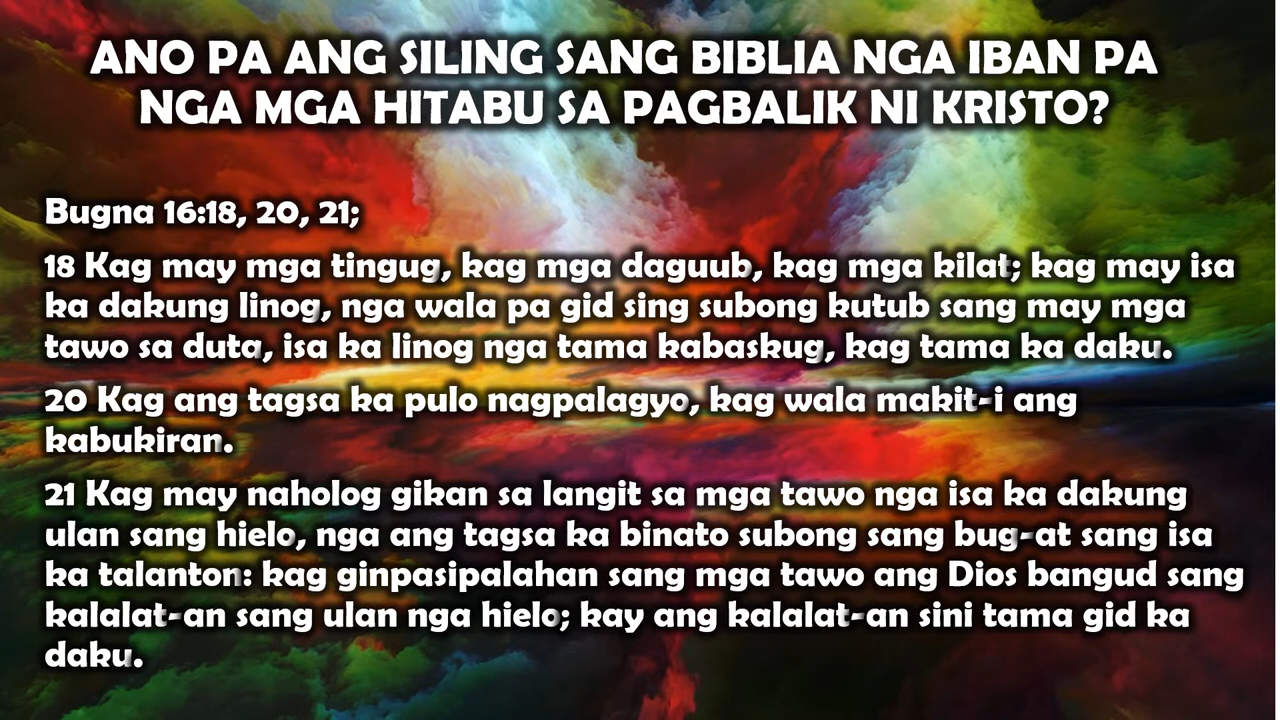 ANO PA ANG SILING SANG BIBLIA NGA IBAN PA
NGA MGA HITABU SA PAGBALIK NI KRISTO?
Bugna 16:18, 20, 21;
18 Kag may mga tingug, kag mga daguub, kag mga kilat; kag may isa
ka dakung linog, nga wala pa gid sing subong kutub sang may mga
tawo sa duta, isa ka linog nga tama kabaskug, kag tama ka daku.
20 Kag ang tagsa ka pulo nagpalagyo, kag wala makit-i ang
kabukiran.
21 Kag may naholog gikan sa langit sa mga tawo nga isa ka dakung
ulan sang hielo, nga ang tagsa ka binato subong sang bug-at sang isa
ka talanton: kag ginpasipalahan sang mga tawo ang Dios bangud sang
kalalat-an sang ulan nga hielo; kay ang kalalat-an sini tama gid ka
daku.